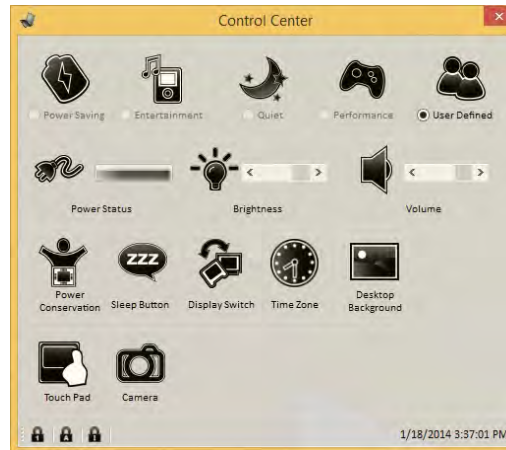 Control Center
Power Saving Entertainment Quiet Performance User Defined
Power Status Brightness Volume
ZZZ
Power Conservation Sleep Button Display Switch Time Zone Desktop Background
Touch Pad Camera
1/18/2014 3:37:01 PM